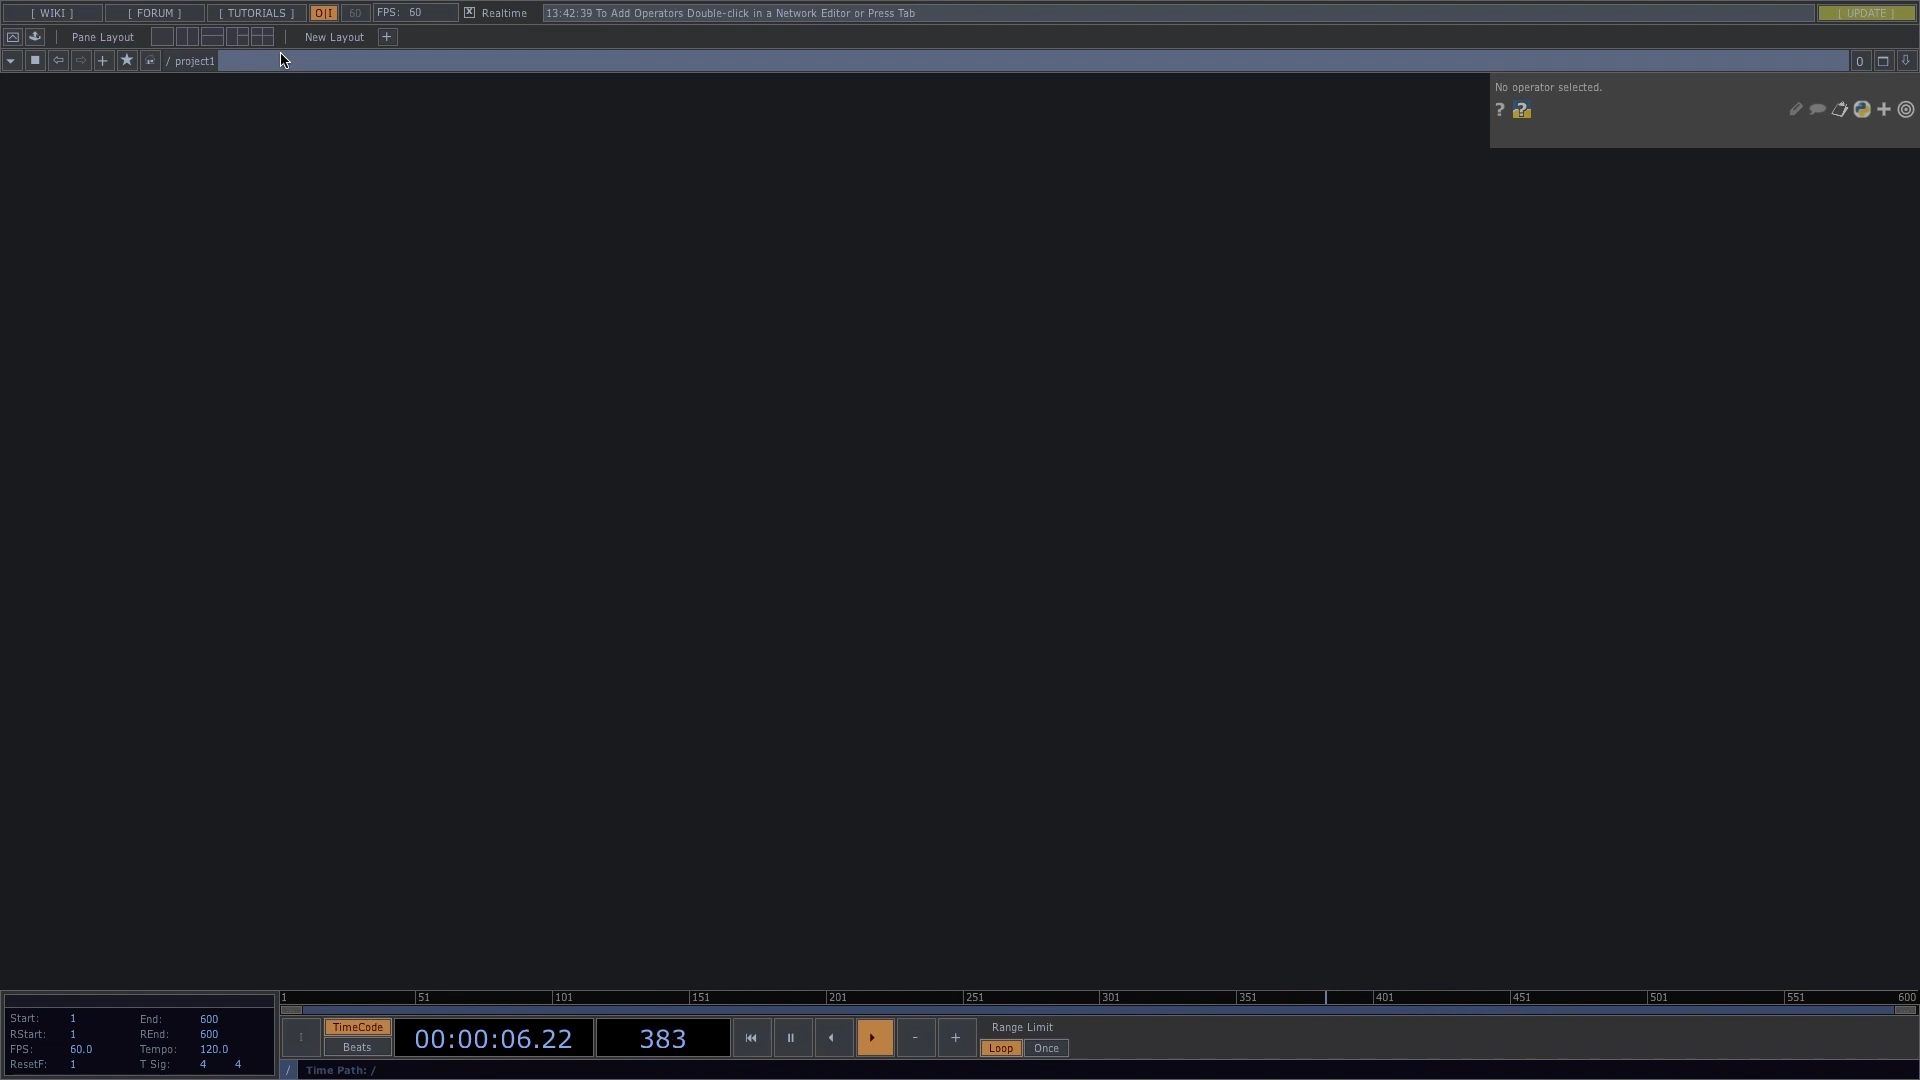 [ WIKI ] [ FORUM ] [ TUTORIALS ] O|I 60 FPS: 60 Realtime 13:42:39 To Add Operators Double-click in a Network Editor or Press Tab [ UPDATE ]
Pane Layout New Layout +
/ project1 0
No operator selected.
? ?
1 51 101 151 201 251 301 351 401 451 501 551 600
Start: 1 End: 600
RStart: 1 REnd: 600
FPS: 60.0 Tempo: 120.0
ResetF: 1 T Sig: 4 4
TimeCode
Beats
00:00:06.22 383 - +
Range Limit
Loop Once
/ Time Path: /